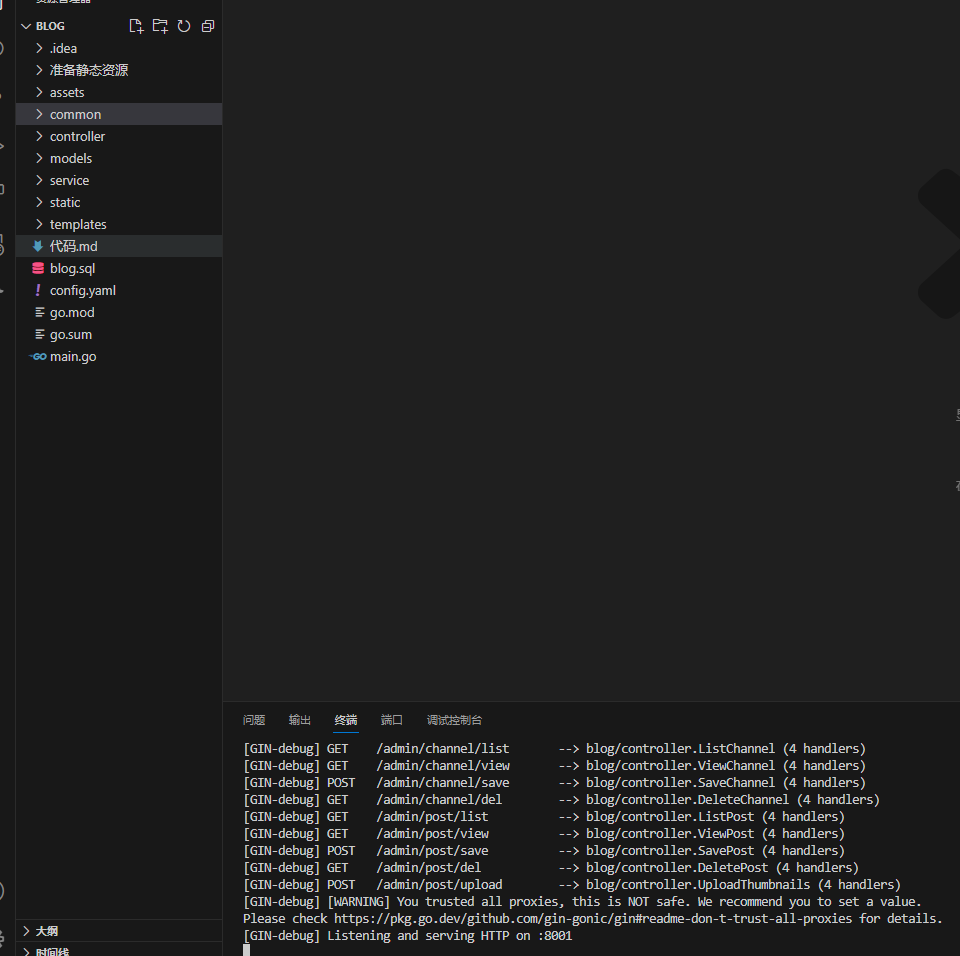 BLOG
.idea
准备静态资源
assets
common
controller
models
service
static
templates
代码.md
blog.sql
config.yaml
go.mod
go.sum
main.go
大纲
时间线
问题 输出 终端 端口 调试控制台
[GIN-debug] GET /admin/channel/list --> blog/controller.ListChannel (4 handlers)
[GIN-debug] GET /admin/channel/view --> blog/controller.ViewChannel (4 handlers)
[GIN-debug] POST /admin/channel/save --> blog/controller.SaveChannel (4 handlers)
[GIN-debug] GET /admin/channel/del --> blog/controller.DeleteChannel (4 handlers)
[GIN-debug] GET /admin/post/list --> blog/controller.ListPost (4 handlers)
[GIN-debug] GET /admin/post/view --> blog/controller.ViewPost (4 handlers)
[GIN-debug] POST /admin/post/save --> blog/controller.SavePost (4 handlers)
[GIN-debug] GET /admin/post/del --> blog/controller.DeletePost (4 handlers)
[GIN-debug] POST /admin/post/upload --> blog/controller.UploadThumbnails (4 handlers)
[GIN-debug] [WARNING] You trusted all proxies, this is NOT safe. We recommend you to set a value.
Please check https://pkg.go.dev/github.com/gin-gonic/gin#readme-don-t-trust-all-proxies for details.
[GIN-debug] Listening and serving HTTP on :8001